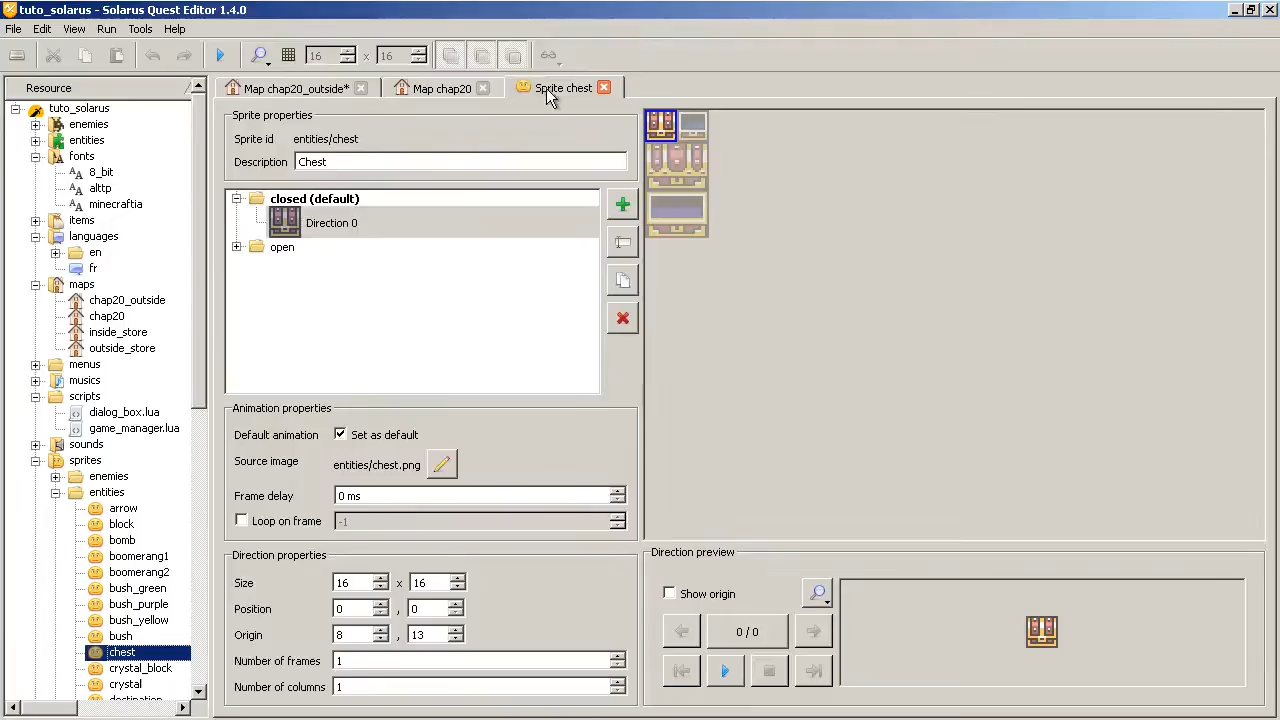 tuto_solarus - Solarus Quest Editor 1.4.0
File Edit View Run Tools Help
16 x 16
Resource
tuto_solarus
enemies
entities
fonts
8_bit
alttp
minecraftia
items
languages
en
fr
maps
chap20_outside
chap20
inside_store
outside_store
menus
musics
scripts
dialog_box.lua
game_manager.lua
sounds
sprites
enemies
entities
arrow
block
bomb
boomerang1
boomerang2
bush_green
bush_purple
bush_yellow
bush
chest
crystal_block
crystal
destination
Map chap20_outside* Map chap20 Sprite chest
Sprite properties
Sprite id entities/chest
Description Chest
closed (default)
Direction 0
open
Animation properties
Default animation Set as default
Source image entities/chest.png
Frame delay 0 ms
Loop on frame -1
Direction properties
Size 16 x 16
Position 0 , 0
Origin 8 , 13
Number of frames 1
Number of columns 1
Direction preview
Show origin
0 / 0